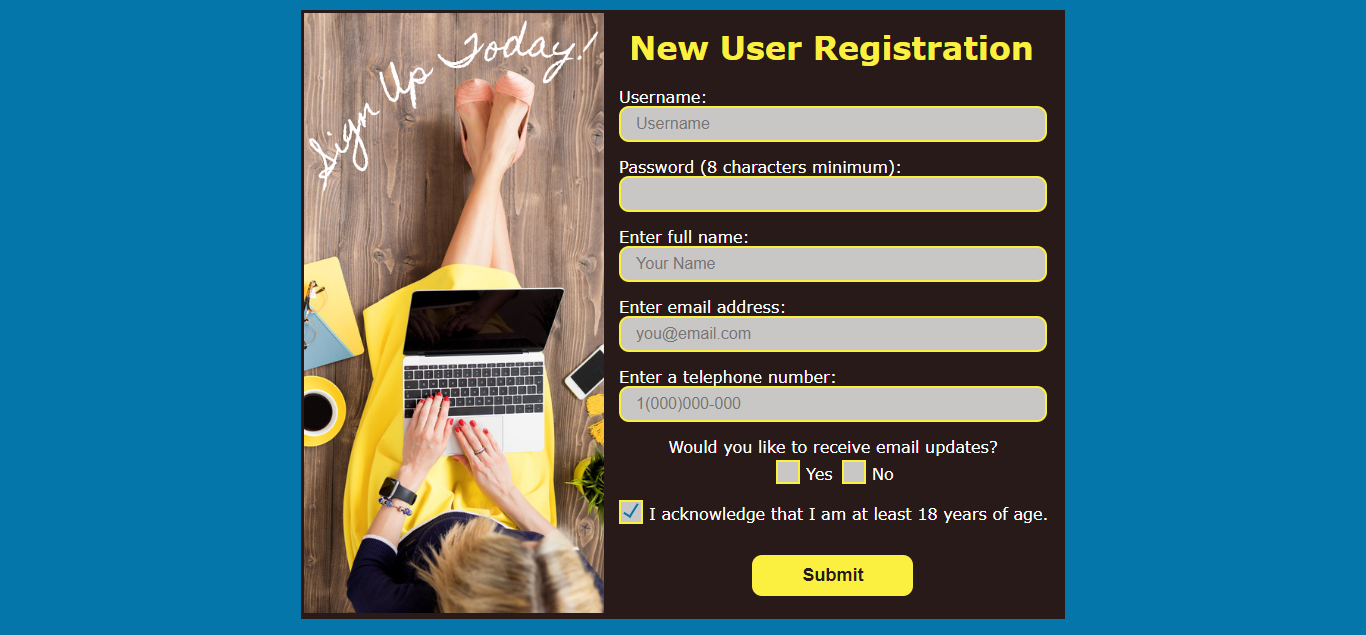 Sign Up Today!
New User Registration
Username:
Username
Password (8 characters minimum):
Enter full name:
Your Name
Enter email address:
you@email.com
Enter a telephone number:
1(000)000-000
Would you like to receive email updates?
Yes No
I acknowledge that I am at least 18 years of age.
Submit